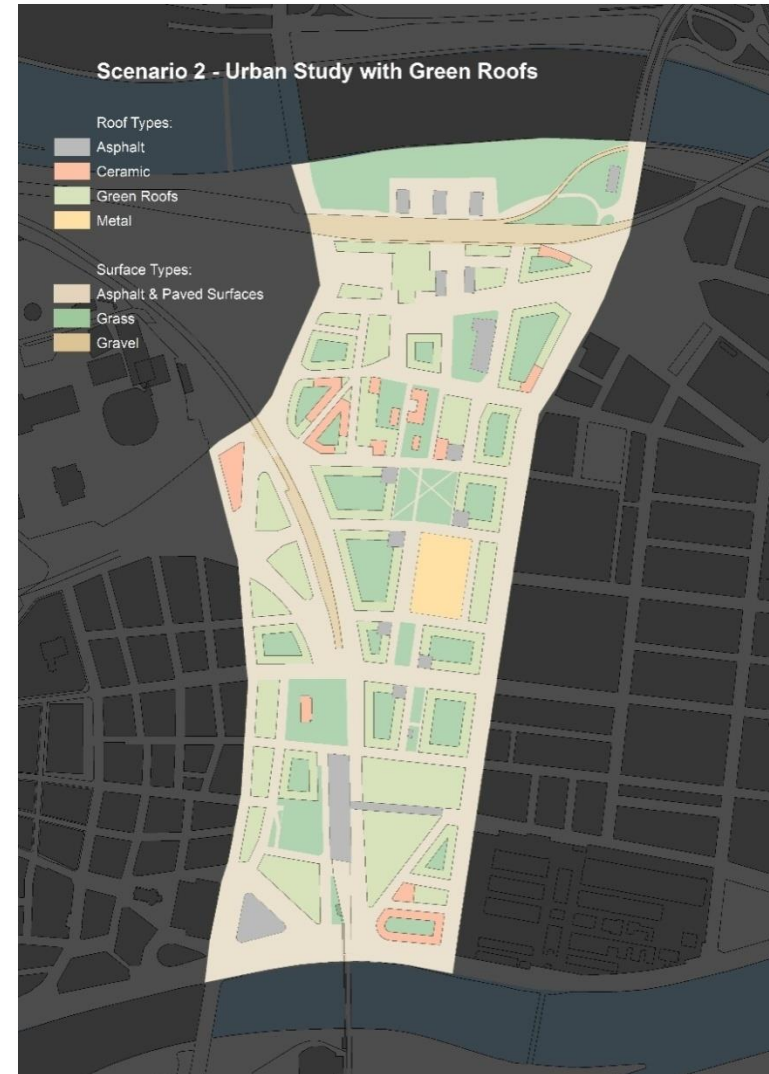 Scenario 2 - Urban Study with Green Roofs
Roof Types:
Asphalt
Ceramic
Green Roofs
Metal
Surface Types:
Asphalt & Paved Surfaces
Grass
Gravel